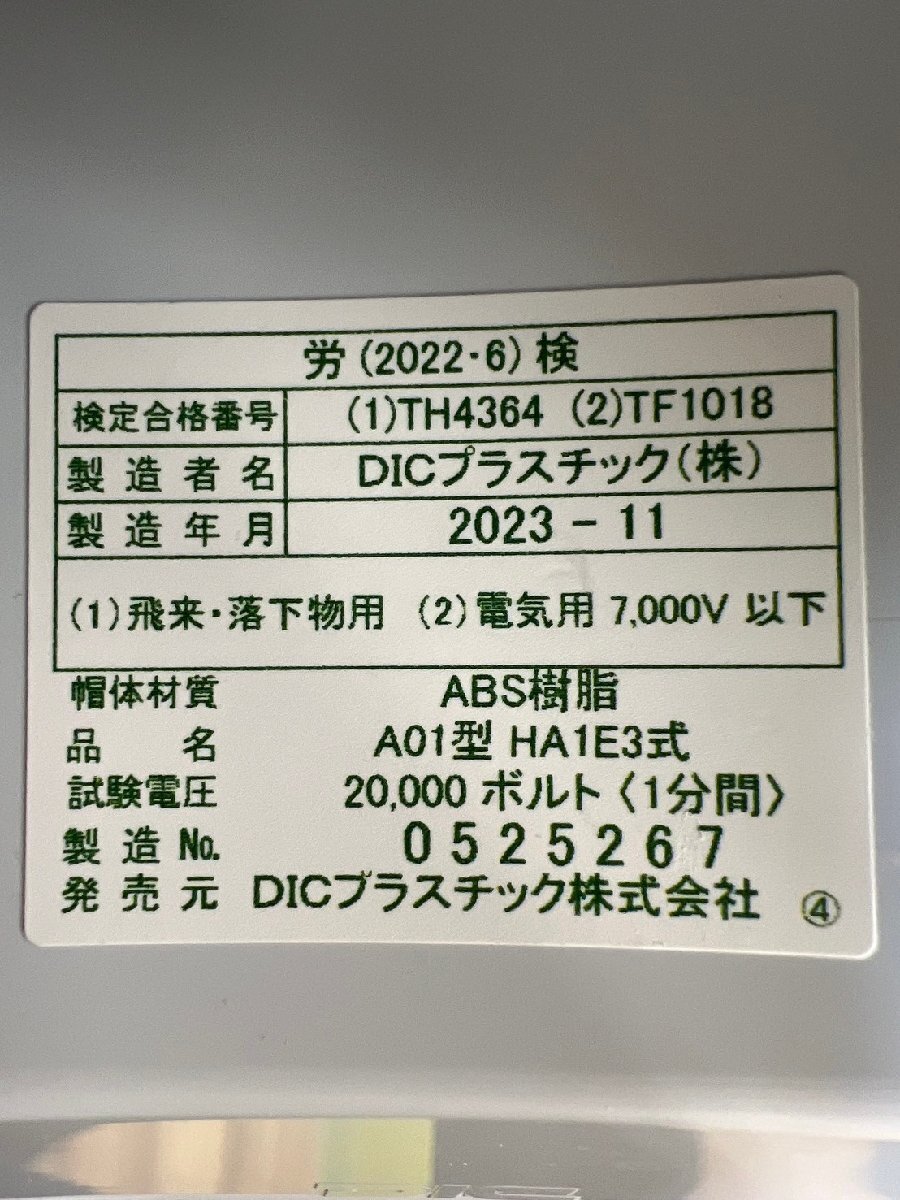 労(2022・6)検
検定合格番号 (1)TH4364 (2)TF1018
製造者名 DICプラスチック(株)
製造年月 2023 - 11
(1)飛来・落下物用 (2)電気用 7,000V 以下
帽体材質 ABS樹脂
品名 A01型 HA1E3式
試験電圧 20,000 ボルト〈1分間〉
製造No. 0525267
発売元 DICプラスチック株式会社 ④